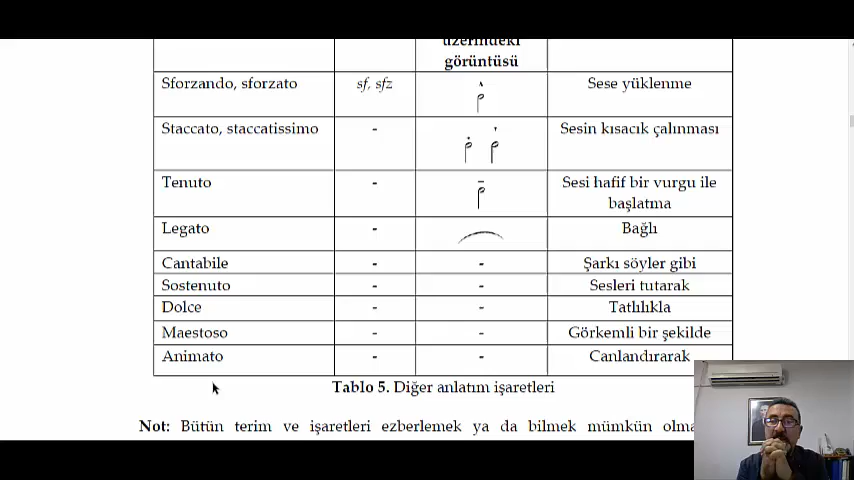 üzerindeki
görüntüsü
Sforzando, sforzato sf, sfz Sese yüklenme
Staccato, staccatissimo - Sesin kısacık çalınması
Tenuto - Sesi hafif bir vurgu ile
başlatma
Legato - Bağlı
Cantabile - - Şarkı söyler gibi
Sostenuto - - Sesleri tutarak
Dolce - - Tatlılıkla
Maestoso - - Görkemli bir şekilde
Animato - - Canlandırarak
Tablo 5. Diğer anlatım işaretleri
Not: Bütün terim ve işaretleri ezberlemek ya da bilmek mümkün